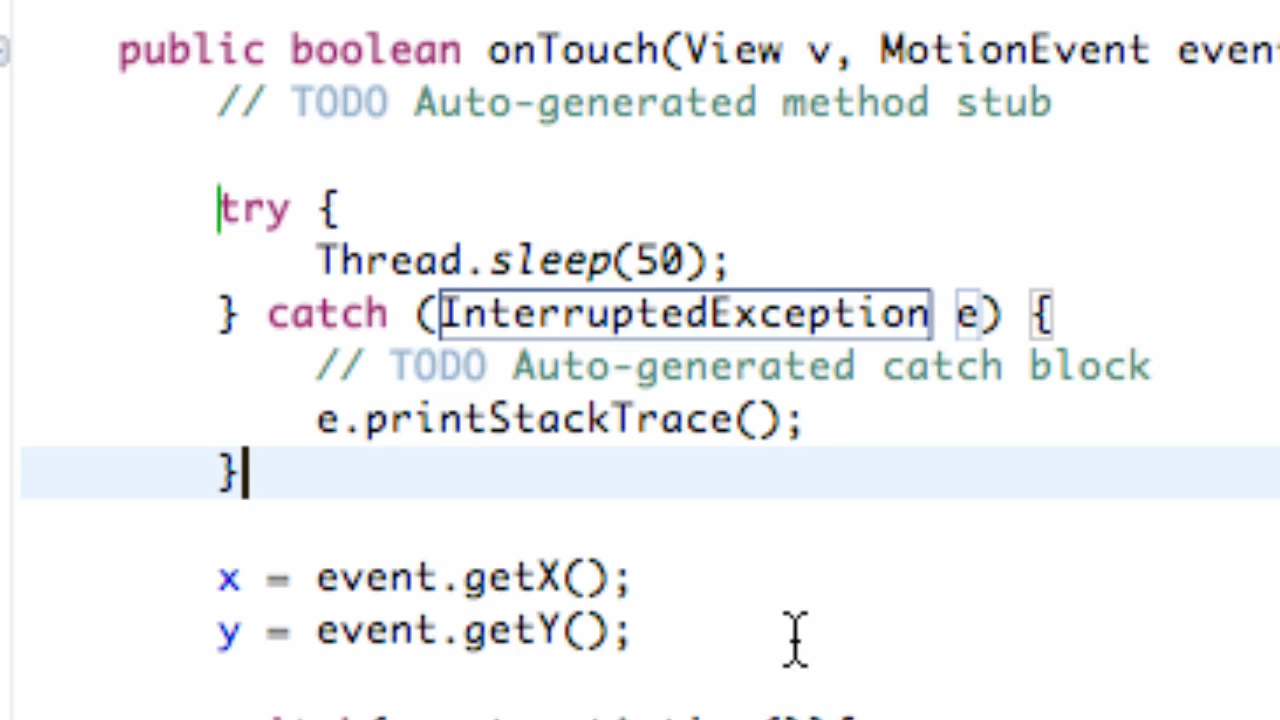 public boolean onTouch(View v, MotionEvent even
// TODO Auto-generated method stub
try {
Thread.sleep(50);
} catch (InterruptedException e) {
// TODO Auto-generated catch block
e.printStackTrace();
}
x = event.getX();
y = event.getY();